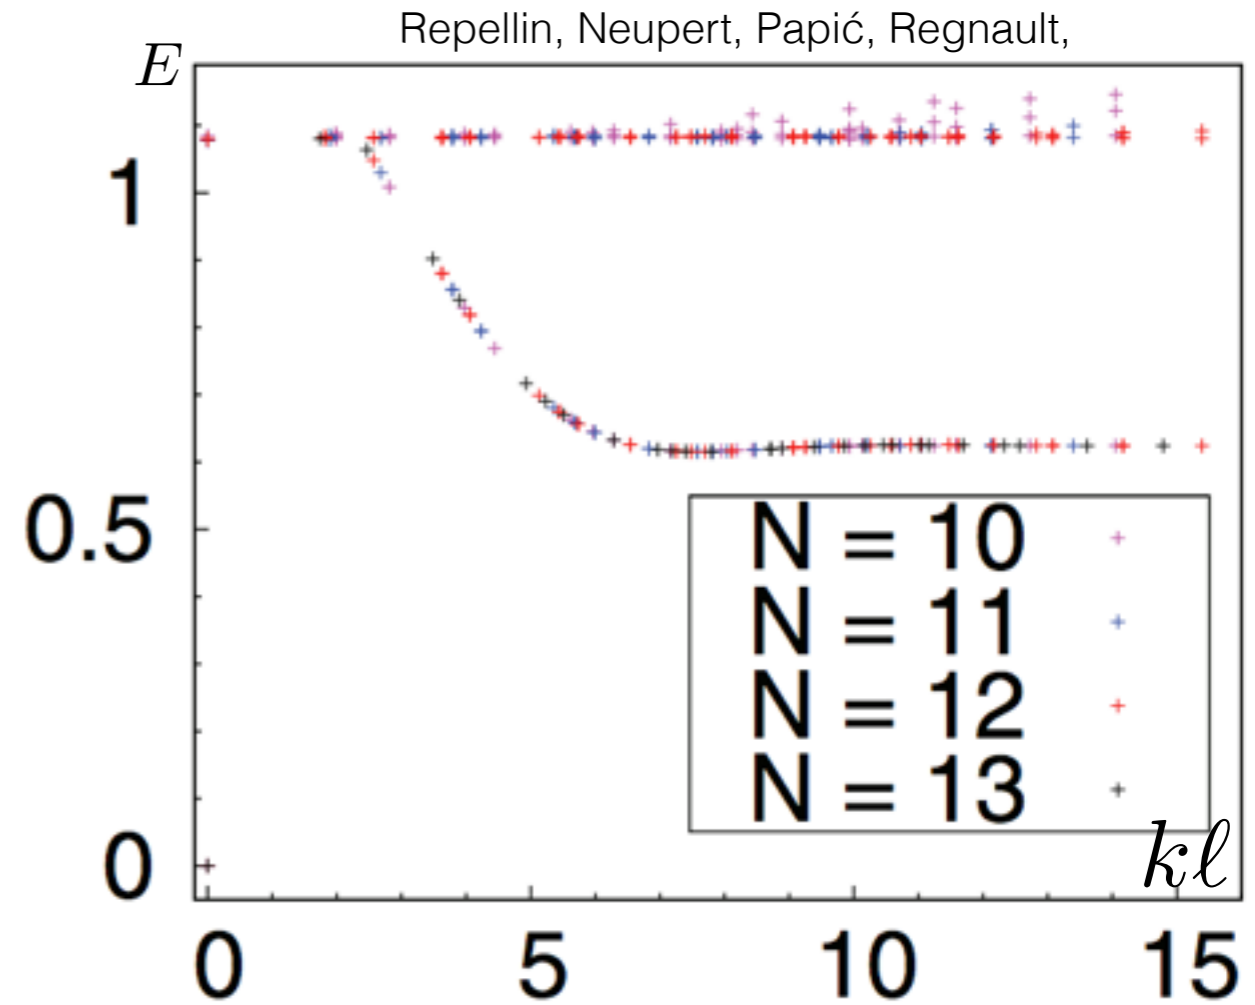 Repellin, Neupert, Papić, Regnault,
E
1
0.5
0
N = 10
N = 11
N = 12
N = 13
kℓ
0 5 10 15